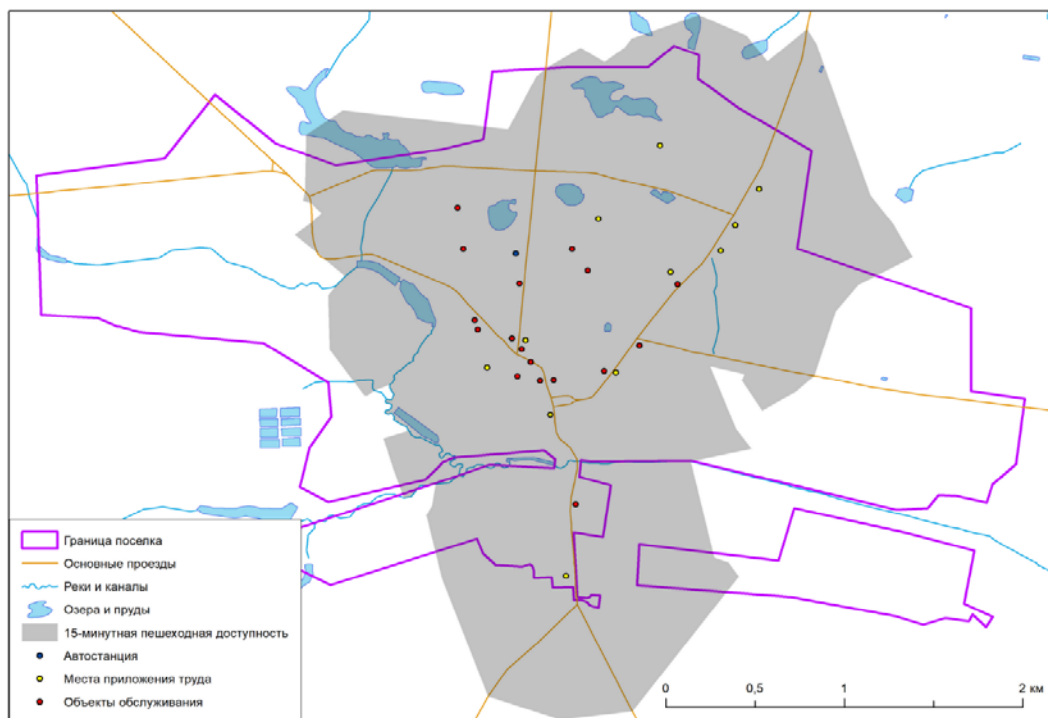 Граница поселка
Основные проезды
Реки и каналы
Озера и пруды
15-минутная пешеходная доступность
Автостанция
Места приложения труда
Объекты обслуживания
0 0,5 1 2 км